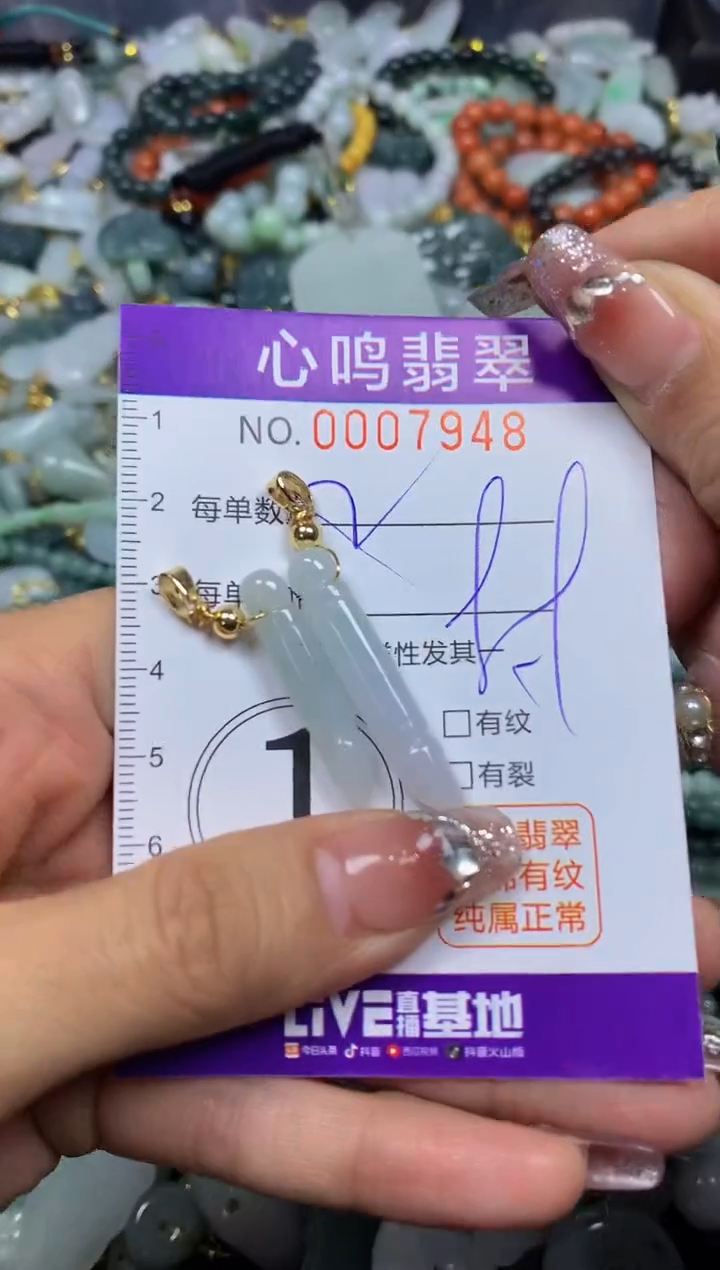 心鸣翡翠
NO. 0007948
1
2
每单数
3
每单
4
性发其一
5
□有纹
□有裂
1
6
翡翠
有纹
纯属正常
LIVE直播基地
今日头条 抖音 西瓜视频 抖音火山版